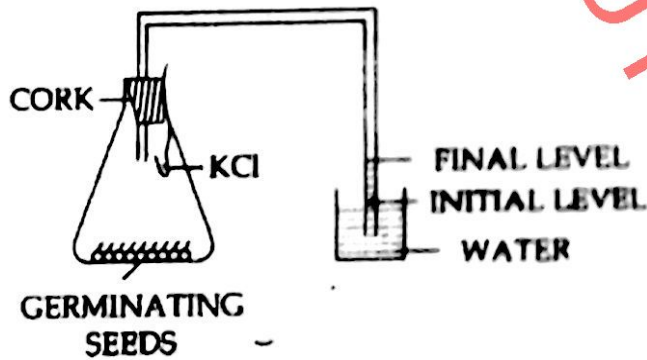 CORK
KCl
FINAL LEVEL
INITIAL LEVEL
WATER
GERMINATING
SEEDS